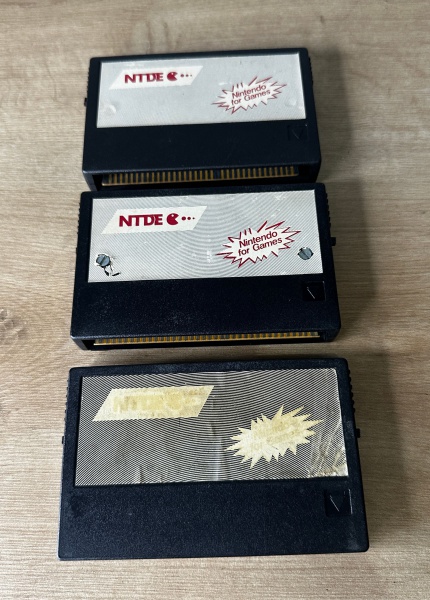 NTDE
Nintendo
for Games
NTDE
Nintendo
for Games